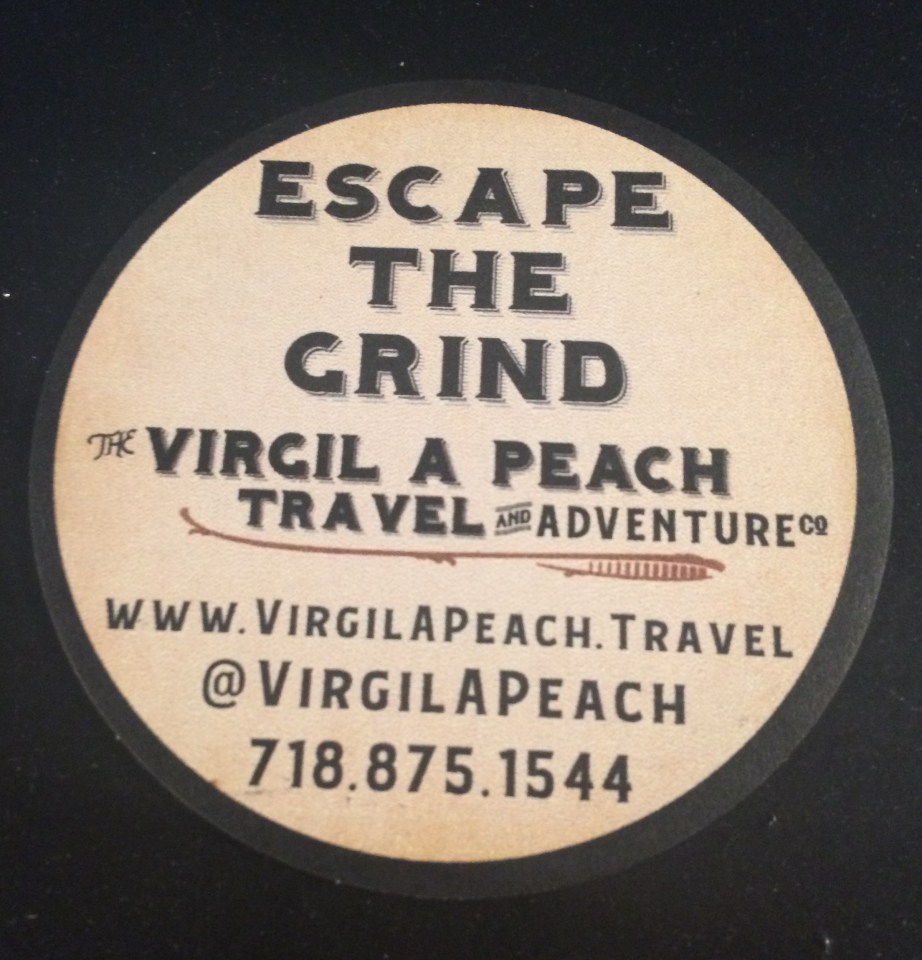 ESCAPE
THE
GRIND
THE VIRGIL A PEACH
TRAVEL AND ADVENTURE CO
WWW.VIRGILAPEACH.TRAVEL
@VIRGILAPEACH
718.875.1544